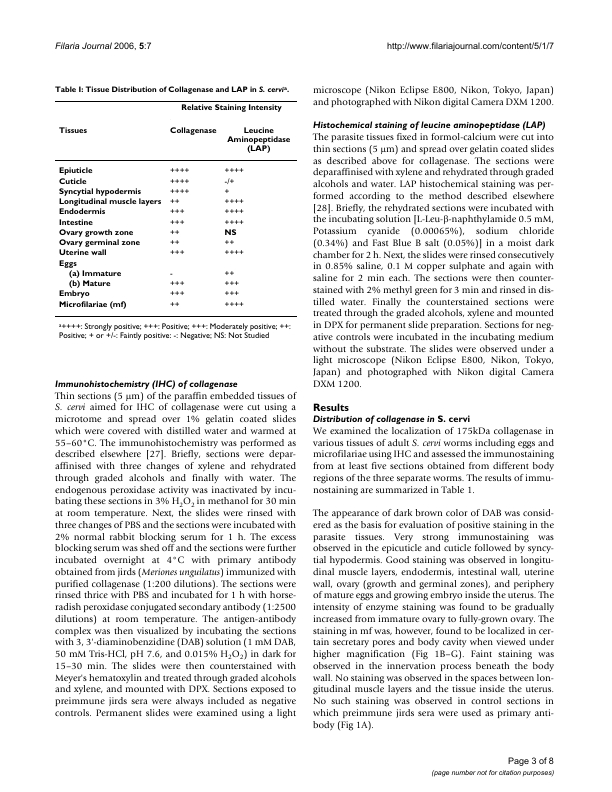 Filaria Journal 2006, 5:7
http://www.filariajournal.com/content/5/1/7
Table 1: Tissue Distribution of Collagenase and LAP in S. cerviª.
Relative Staining Intensity
Tissues Collagenase Leucine
Aminopeptidase
(LAP)
Epiuticle ++++ ++++
Cuticle ++++ -/+
Syncytial hypodermis ++++ +
Longitudinal muscle layers ++ ++++
Endodermis +++ ++++
Intestine +++ ++++
Ovary growth zone ++ NS
Ovary germinal zone ++ ++
Uterine wall +++ ++++
Eggs
(a) Immature - ++
(b) Mature +++ +++
Embryo +++ +++
Microfilariae (mf) ++ ++++
ª++++: Strongly positive; +++: Positive; +++: Moderately positive; ++:
Positive; + or +/-: Faintly positive: -: Negative; NS: Not Studied
Immunohistochemistry (IHC) of collagenase
Thin sections (5 μm) of the paraffin embedded tissues of
S. cervi aimed for IHC of collagenase were cut using a
microtome and spread over 1% gelatin coated slides
which were covered with distilled water and warmed at
55–60°C. The immunohistochemistry was performed as
described elsewhere [27]. Briefly, sections were depar-
affinised with three changes of xylene and rehydrated
through graded alcohols and finally with water. The
endogenous peroxidase activity was inactivated by incu-
bating these sections in 3% H₂O₂ in methanol for 30 min
at room temperature. Next, the slides were rinsed with
three changes of PBS and the sections were incubated with
2% normal rabbit blocking serum for 1 h. The excess
blocking serum was shed off and the sections were further
incubated overnight at 4°C with primary antibody
obtained from jirds (Meriones ungulatus) immunized with
purified collagenase (1:200 dilutions). The sections were
rinsed thrice with PBS and incubated for 1 h with horse-
radish peroxidase conjugated secondary antibody (1:2500
dilutions) at room temperature. The antigen-antibody
complex was then visualized by incubating the sections
with 3, 3'-diaminobenzidine (DAB) solution (1 mM DAB,
50 mM Tris-HCl, pH 7.6, and 0.015% H₂O₂) in dark for
15–30 min. The slides were then counterstained with
Meyer's hematoxylin and treated through graded alcohols
and xylene, and mounted with DPX. Sections exposed to
preimmune jirds sera were always included as negative
controls. Permanent slides were examined using a light
microscope (Nikon Eclipse E800, Nikon, Tokyo, Japan)
and photographed with Nikon digital Camera DXM 1200.
Histochemical staining of leucine aminopeptidase (LAP)
The parasite tissues fixed in formol-calcium were cut into
thin sections (5 μm) and spread over gelatin coated slides
as described above for collagenase. The sections were
deparaffinised with xylene and rehydrated through graded
alcohols and water. LAP histochemical staining was per-
formed according to the method described elsewhere
[28]. Briefly, the rehydrated sections were incubated with
the incubating solution [L-Leu-β-naphthylamide 0.5 mM,
Potassium cyanide (0.00065%), sodium chloride
(0.34%) and Fast Blue B salt (0.05%)] in a moist dark
chamber for 2 h. Next, the slides were rinsed consecutively
in 0.85% saline, 0.1 M copper sulphate and again with
saline for 2 min each. The sections were then counter-
stained with 2% methyl green for 3 min and rinsed in dis-
tilled water. Finally the counterstained sections were
treated through the graded alcohols, xylene and mounted
in DPX for permanent slide preparation. Sections for neg-
ative controls were incubated in the incubating medium
without the substrate. The slides were observed under a
light microscope (Nikon Eclipse E800, Nikon, Tokyo,
Japan) and photographed with Nikon digital Camera
DXM 1200.
Results
Distribution of collagenase in S. cervi
We examined the localization of 175kDa collagenase in
various tissues of adult S. cervi worms including eggs and
microfilariae using IHC and assessed the immunostaining
from at least five sections obtained from different body
regions of the three separate worms. The results of immu-
nostaining are summarized in Table 1.
The appearance of dark brown color of DAB was consid-
ered as the basis for evaluation of positive staining in the
parasite tissues. Very strong immunostaining was
observed in the epicuticle and cuticle followed by syncy-
tial hypodermis. Good staining was observed in longitu-
dinal muscle layers, endodermis, intestinal wall, uterine
wall, ovary (growth and germinal zones), and periphery
of mature eggs and growing embryo inside the uterus. The
intensity of enzyme staining was found to be gradually
increased from immature ovary to fully-grown ovary. The
staining in mf was, however, found to be localized in cer-
tain secretary pores and body cavity when viewed under
higher magnification (Fig 1B–G). Faint staining was
observed in the innervation process beneath the body
wall. No staining was observed in the spaces between lon-
gitudinal muscle layers and the tissue inside the uterus.
No such staining was observed in control sections in
which preimmune jirds sera were used as primary anti-
body (Fig 1A).
Page 3 of 8
(page number not for citation purposes)